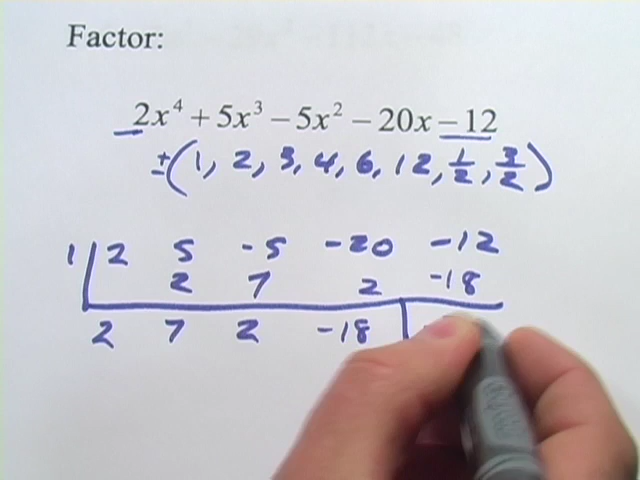 Factor:
2x⁴ + 5x³ − 5x² − 20x − 12
±(1, 2, 3, 4, 6, 12, 1/2, 3/2)
1 2 5 -5 -20 -12
2 7 2 -18
2 7 2 -18